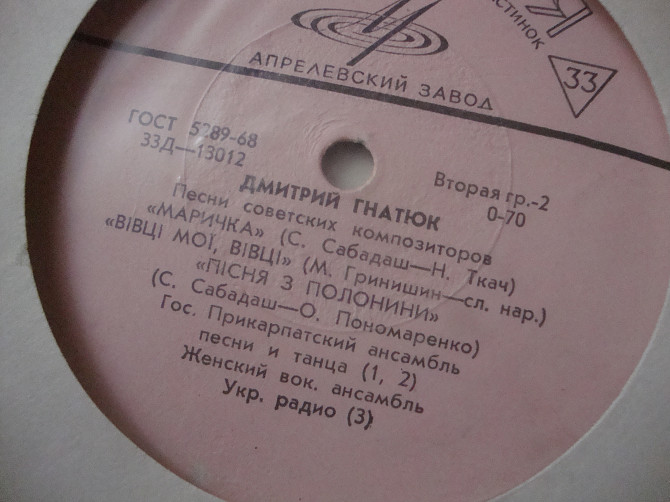 АПРЕЛЕВСКИЙ ЗАВОД
33
ГОСТ 5289-68
33Д—13012
Вторая гр.-2
0-70
ДМИТРИЙ ГНАТЮК
Песни советских композиторов
«МАРИЧКА» (С. Сабадаш—Н. Ткач)
«ВІВЦІ МОЇ, ВІВЦІ» (М. Гринишин—сл. нар.)
«ПІСНЯ З ПОЛОНИНИ»
(С. Сабадаш—О. Пономаренко)
Гос. Прикарпатский ансамбль
песни и танца (1, 2)
Женский вок. ансамбль
Укр. радио (3)